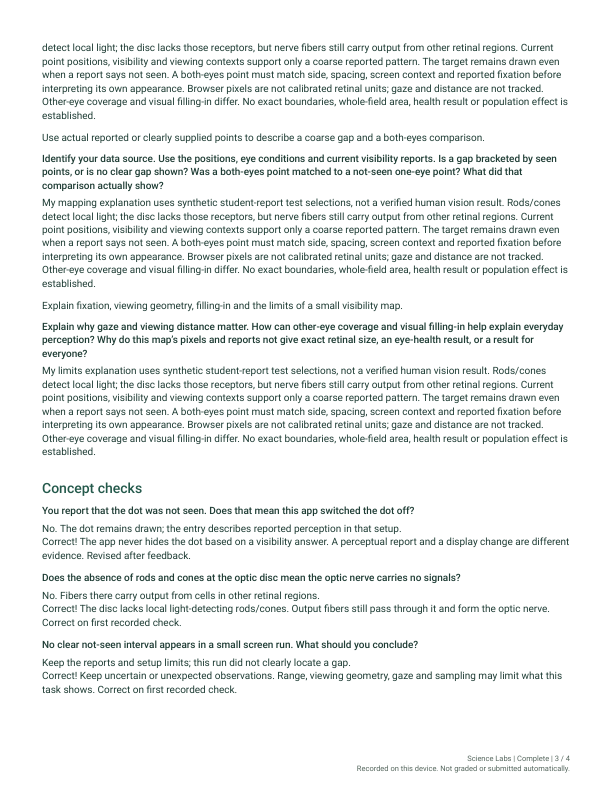 detect local light; the disc lacks those receptors, but nerve fibers still carry output from other retinal regions. Current
point positions, visibility and viewing contexts support only a coarse reported pattern. The target remains drawn even
when a report says not seen. A both-eyes point must match side, spacing, screen context and reported fixation before
interpreting its own appearance. Browser pixels are not calibrated retinal units; gaze and distance are not tracked.
Other-eye coverage and visual filling-in differ. No exact boundaries, whole-field area, health result or population effect is
established.
Use actual reported or clearly supplied points to describe a coarse gap and a both-eyes comparison.
Identify your data source. Use the positions, eye conditions and current visibility reports. Is a gap bracketed by seen
points, or is no clear gap shown? Was a both-eyes point matched to a not-seen one-eye point? What did that
comparison actually show?
My mapping explanation uses synthetic student-report test selections, not a verified human vision result. Rods/cones
detect local light; the disc lacks those receptors, but nerve fibers still carry output from other retinal regions. Current
point positions, visibility and viewing contexts support only a coarse reported pattern. The target remains drawn even
when a report says not seen. A both-eyes point must match side, spacing, screen context and reported fixation before
interpreting its own appearance. Browser pixels are not calibrated retinal units; gaze and distance are not tracked.
Other-eye coverage and visual filling-in differ. No exact boundaries, whole-field area, health result or population effect is
established.
Explain fixation, viewing geometry, filling-in and the limits of a small visibility map.
Explain why gaze and viewing distance matter. How can other-eye coverage and visual filling-in help explain everyday
perception? Why do this map's pixels and reports not give exact retinal size, an eye-health result, or a result for
everyone?
My limits explanation uses synthetic student-report test selections, not a verified human vision result. Rods/cones
detect local light; the disc lacks those receptors, but nerve fibers still carry output from other retinal regions. Current
point positions, visibility and viewing contexts support only a coarse reported pattern. The target remains drawn even
when a report says not seen. A both-eyes point must match side, spacing, screen context and reported fixation before
interpreting its own appearance. Browser pixels are not calibrated retinal units; gaze and distance are not tracked.
Other-eye coverage and visual filling-in differ. No exact boundaries, whole-field area, health result or population effect is
established.
Concept checks
You report that the dot was not seen. Does that mean this app switched the dot off?
No. The dot remains drawn; the entry describes reported perception in that setup.
Correct! The app never hides the dot based on a visibility answer. A perceptual report and a display change are different
evidence. Revised after feedback.
Does the absence of rods and cones at the optic disc mean the optic nerve carries no signals?
No. Fibers there carry output from cells in other retinal regions.
Correct! The disc lacks local light-detecting rods/cones. Output fibers still pass through it and form the optic nerve.
Correct on first recorded check.
No clear not-seen interval appears in a small screen run. What should you conclude?
Keep the reports and setup limits; this run did not clearly locate a gap.
Correct! Keep uncertain or unexpected observations. Range, viewing geometry, gaze and sampling may limit what this
task shows. Correct on first recorded check.
Science Labs | Complete | 3 / 4
Recorded on this device. Not graded or submitted automatically.